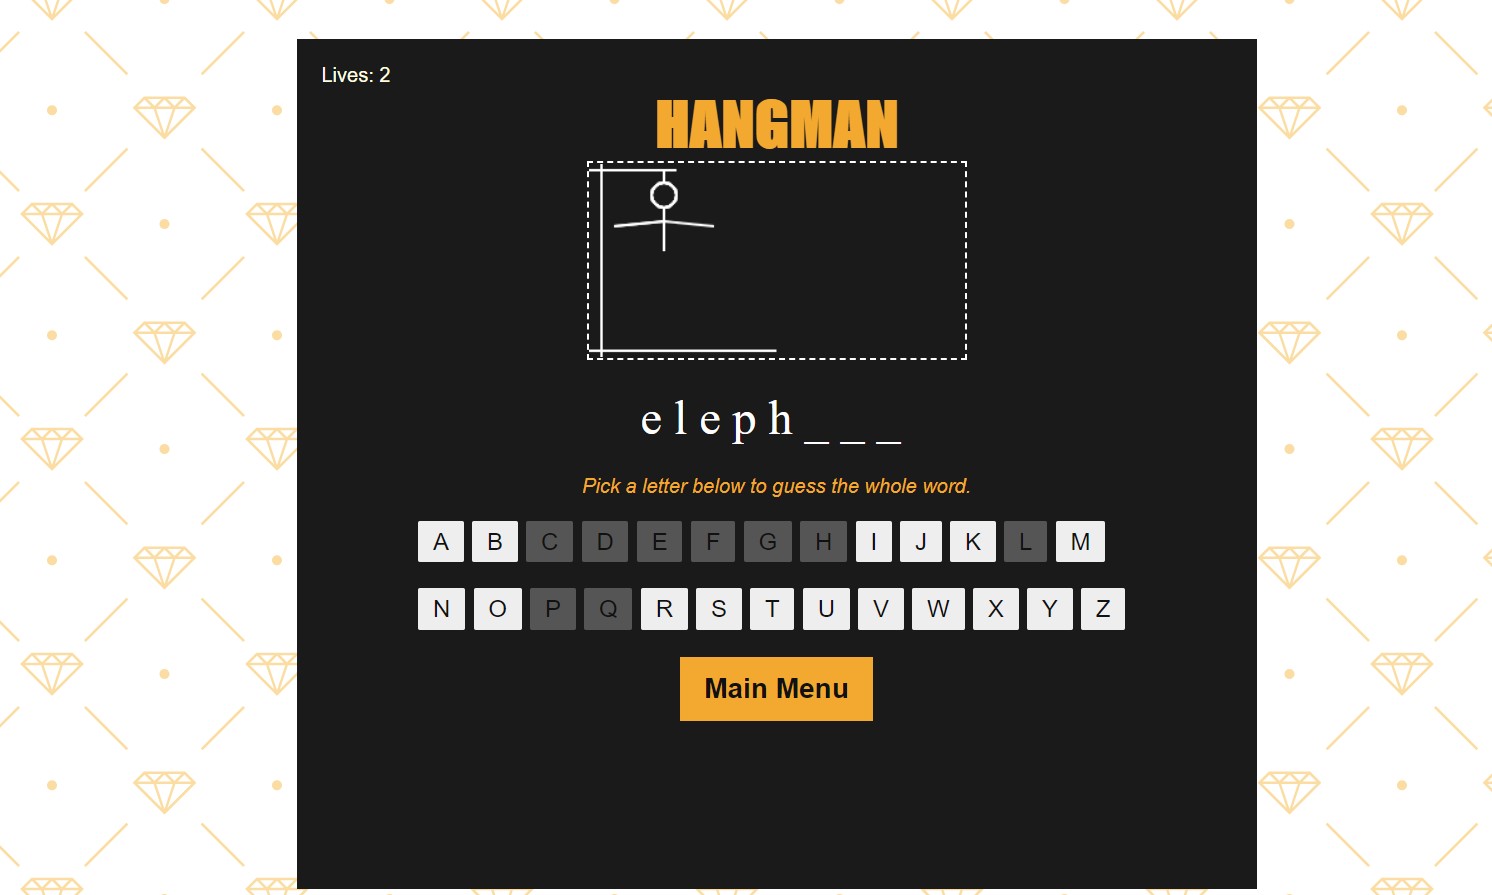 Lives: 2
HANGMAN
e l e p h _ _ _
Pick a letter below to guess the whole word.
A B C D E F G H I J K L M
N O P Q R S T U V W X Y Z
Main Menu